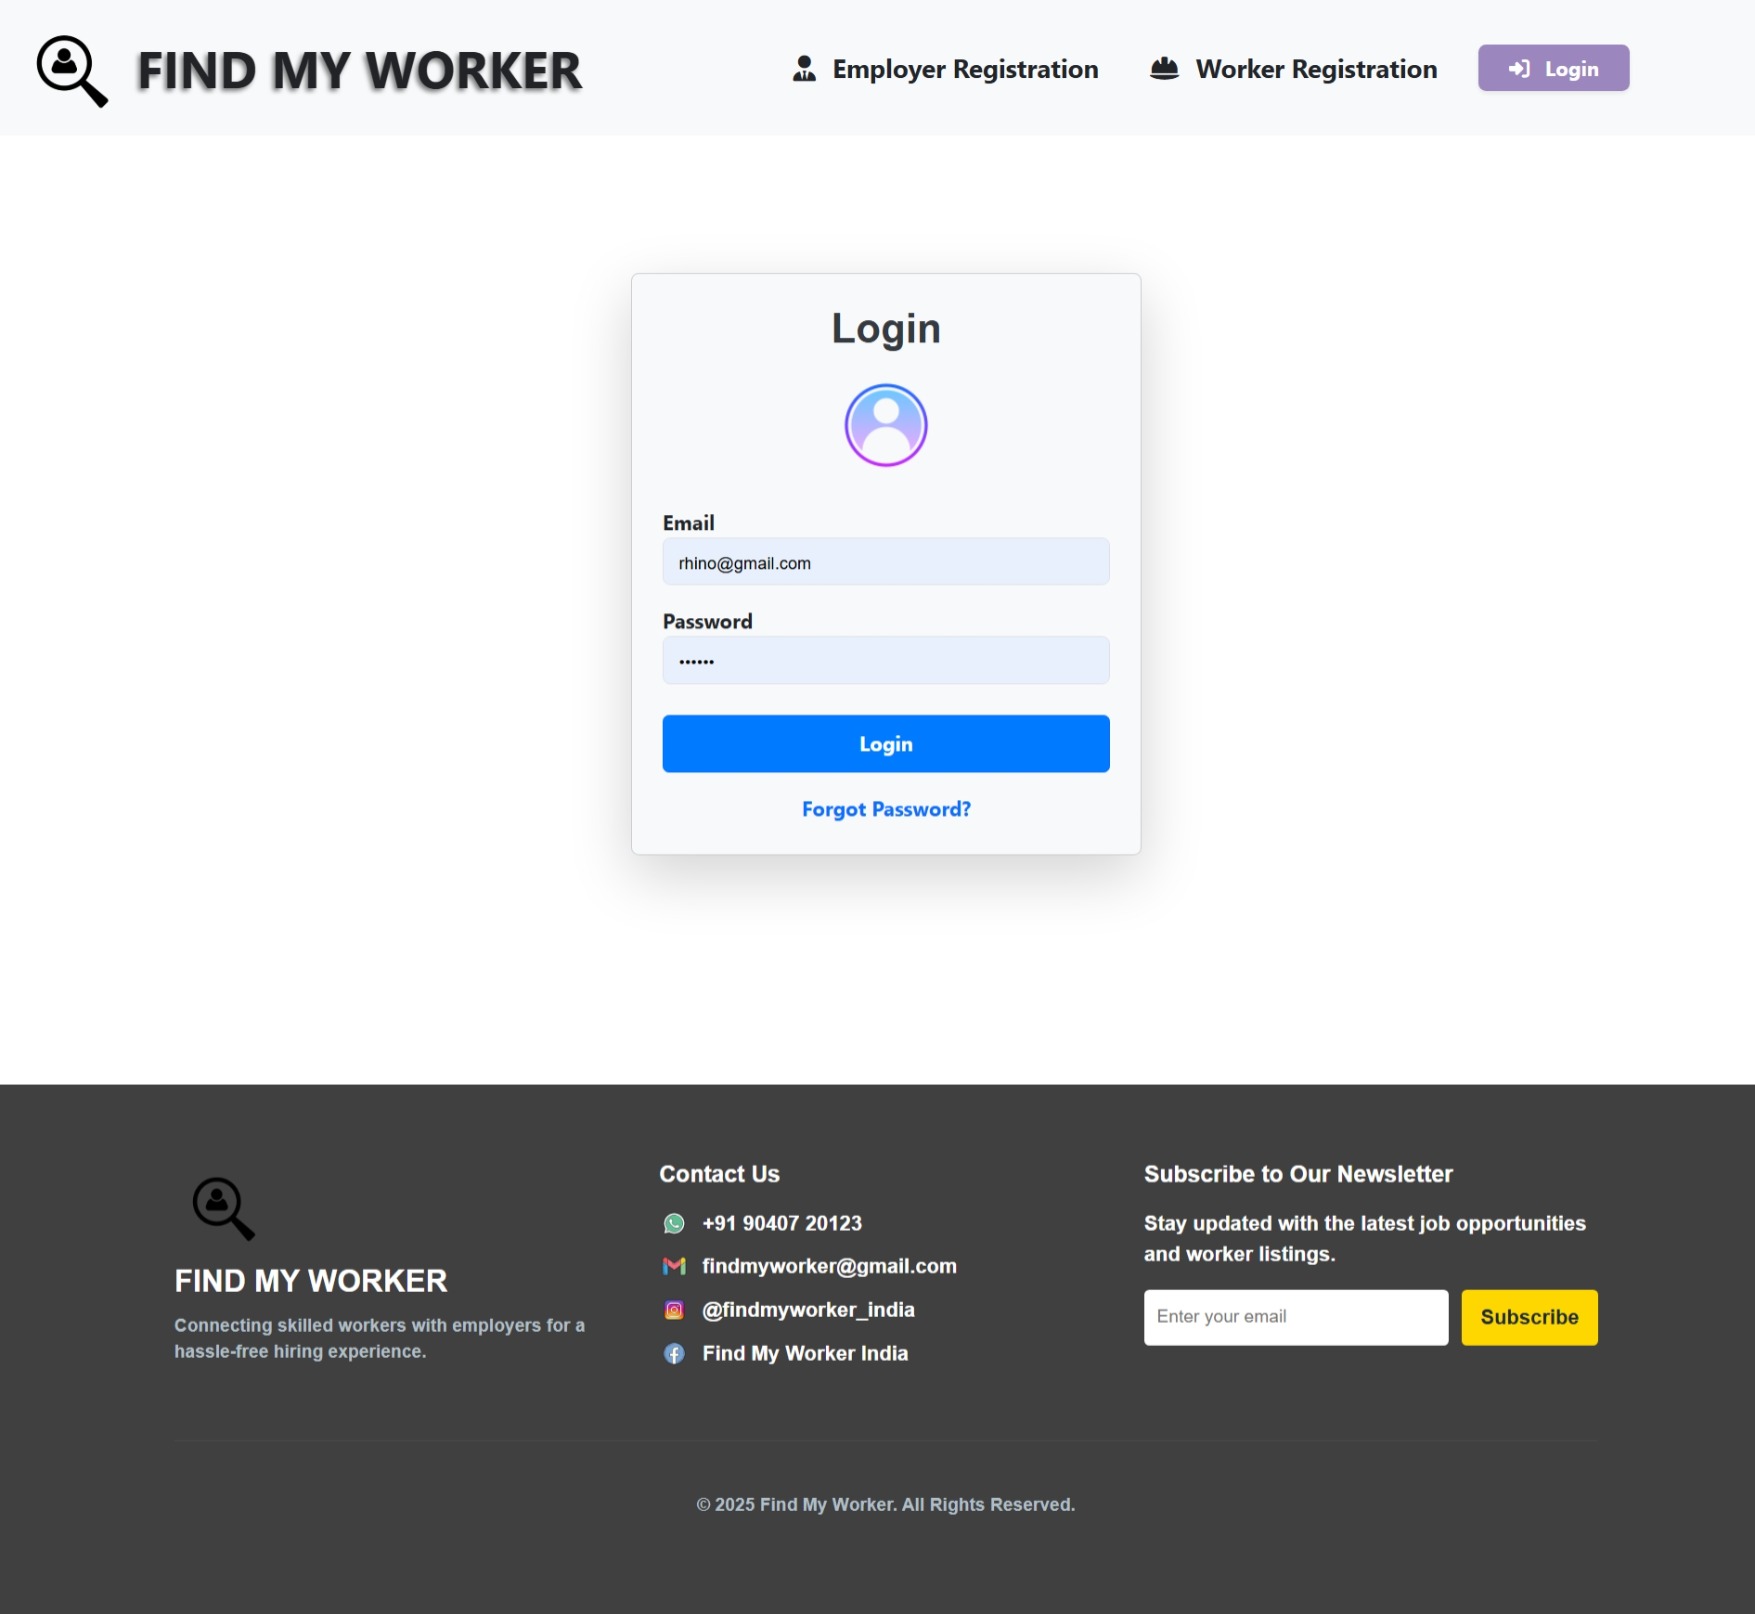 FIND MY WORKER
Employer Registration
Worker Registration
Login
Login
Email
rhino@gmail.com
Password
••••••
Login
Forgot Password?
FIND MY WORKER
Connecting skilled workers with employers for a
hassle-free hiring experience.
Contact Us
+91 90407 20123
findmyworker@gmail.com
@findmyworker_india
Find My Worker India
Subscribe to Our Newsletter
Stay updated with the latest job opportunities
and worker listings.
Enter your email
Subscribe
© 2025 Find My Worker. All Rights Reserved.